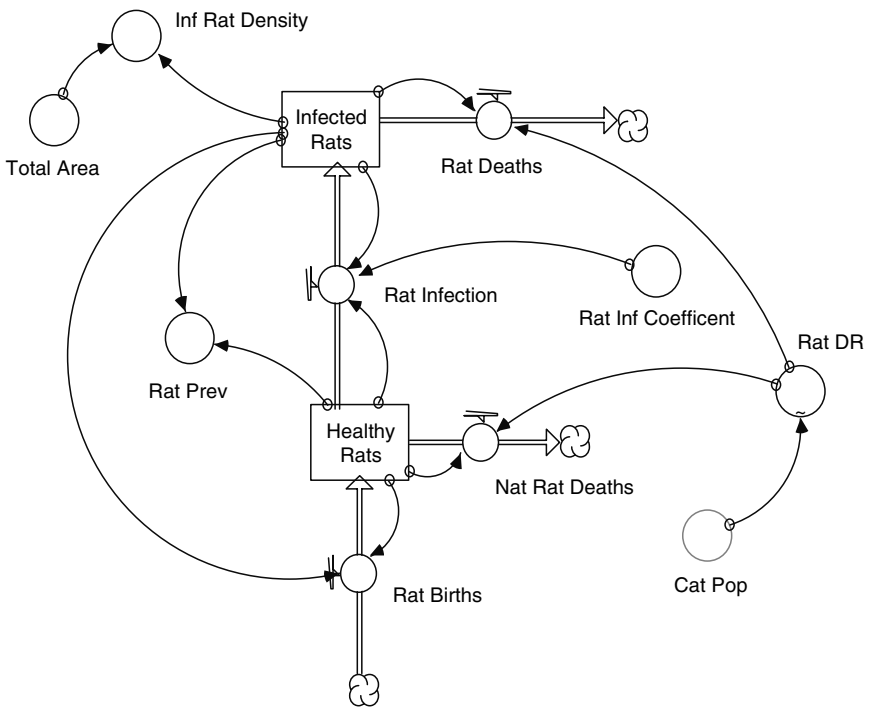 Inf Rat Density
Total Area
Infected
Rats
Rat Deaths
Rat Infection
Rat Inf Coefficent
Rat DR
Rat Prev
Healthy
Rats
Nat Rat Deaths
~
Cat Pop
Rat Births